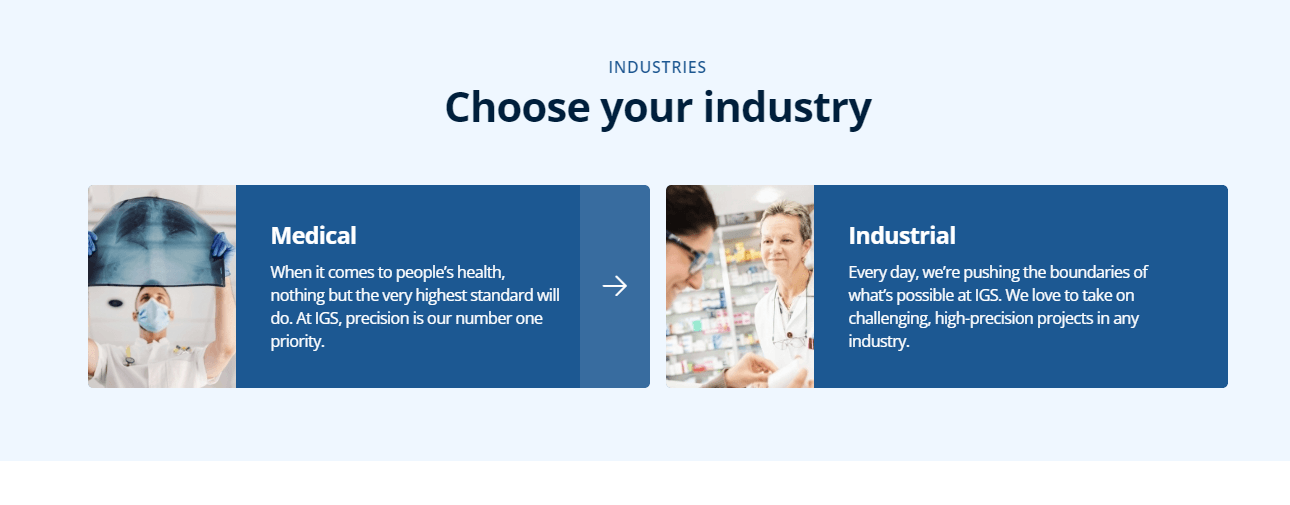 INDUSTRIES
Choose your industry
Medical
When it comes to people’s health,
nothing but the very highest standard will
do. At IGS, precision is our number one
priority.
Industrial
Every day, we’re pushing the boundaries of
what’s possible at IGS. We love to take on
challenging, high-precision projects in any
industry.